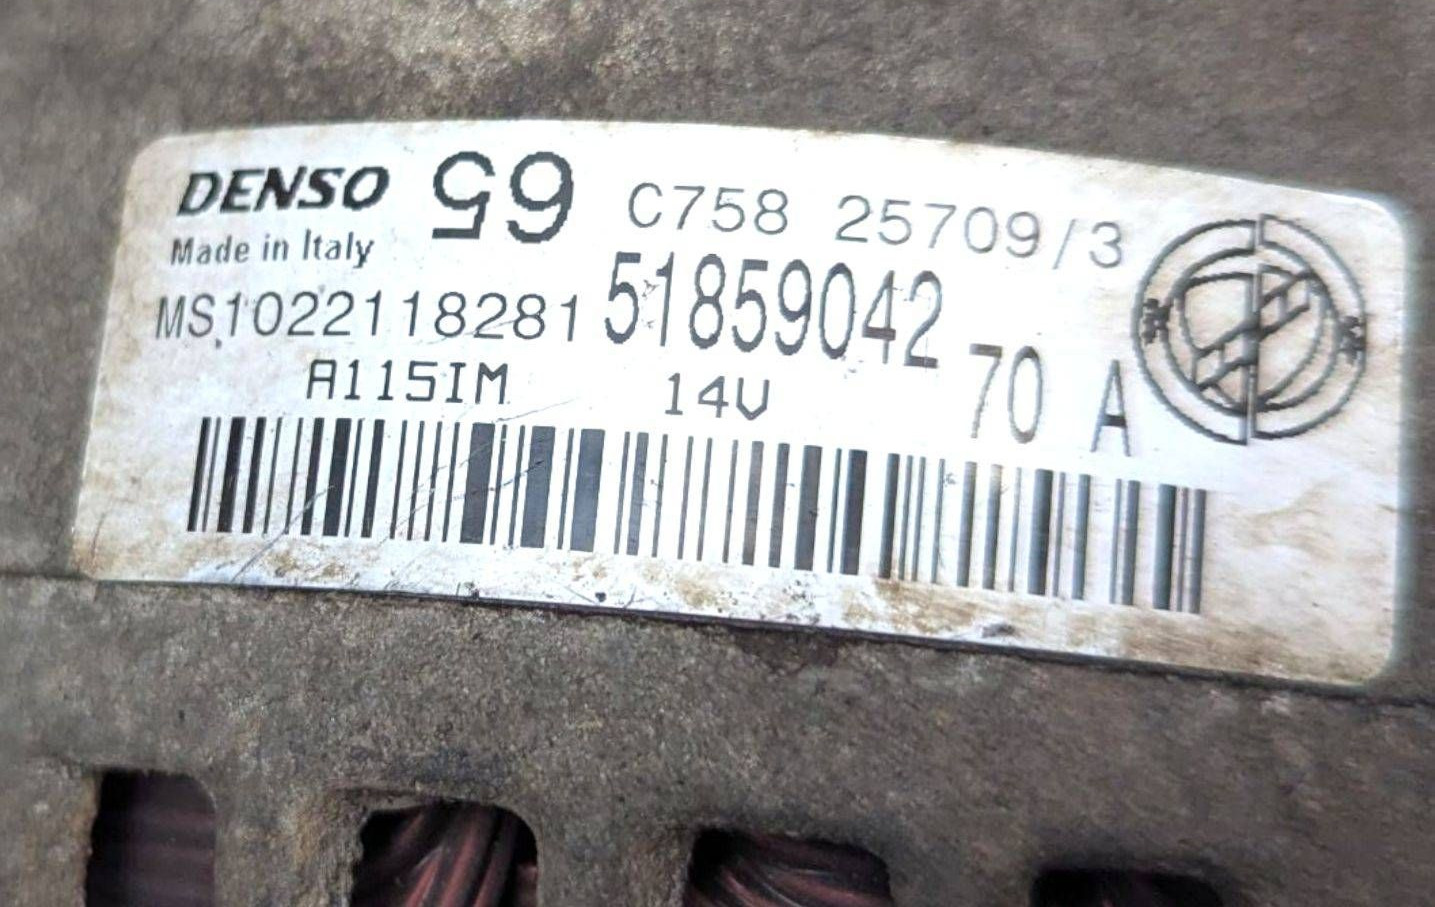 DENSO 65 C758 25709/3
Made in Italy
MS1022118281 51859042
A115IM 14V 70 A